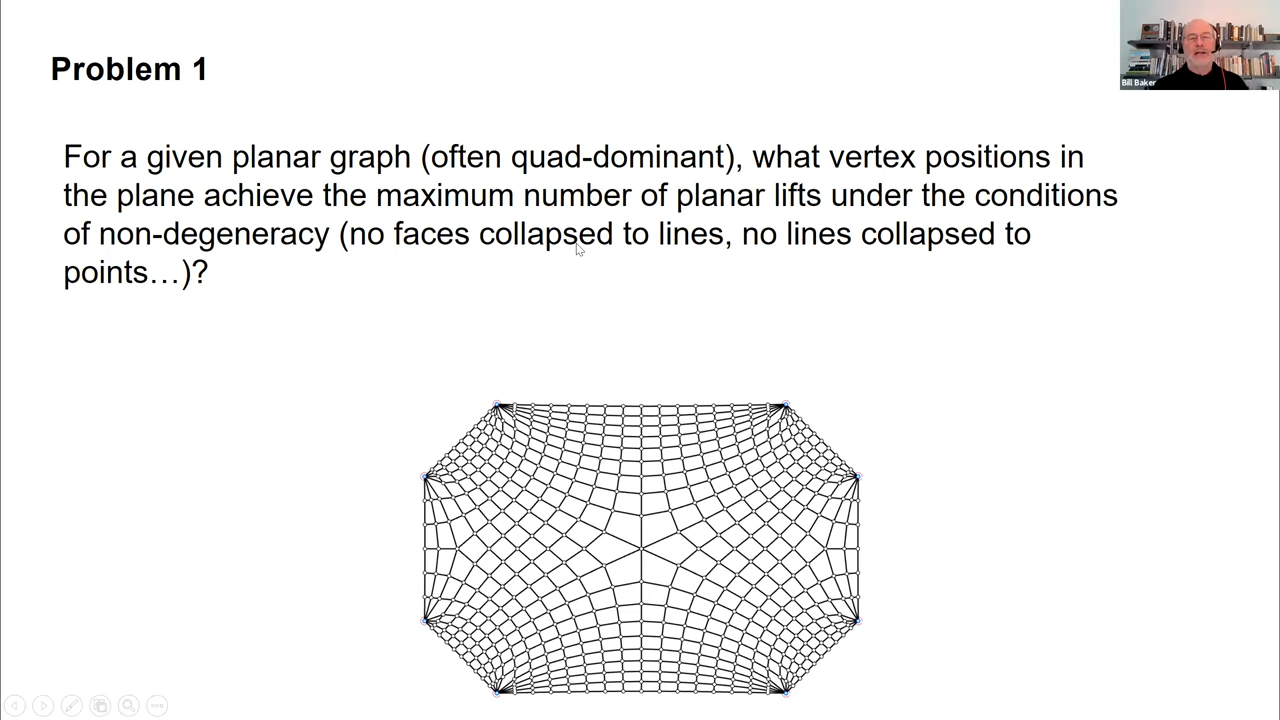 Problem 1
Bill Baker
For a given planar graph (often quad-dominant), what vertex positions in
the plane achieve the maximum number of planar lifts under the conditions
of non-degeneracy (no faces collapsed to lines, no lines collapsed to
points…)?